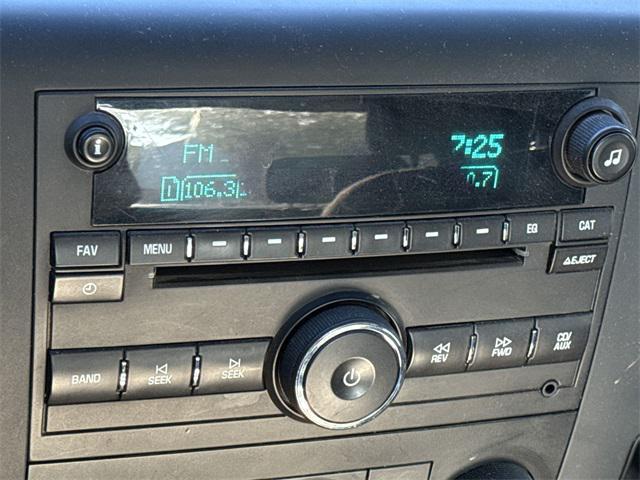 i
FM
7:25
1 106.3
0.7
FAV
MENU
EQ
CAT
EJECT
BAND
SEEK
SEEK
REV
FWD
CD/
AUX